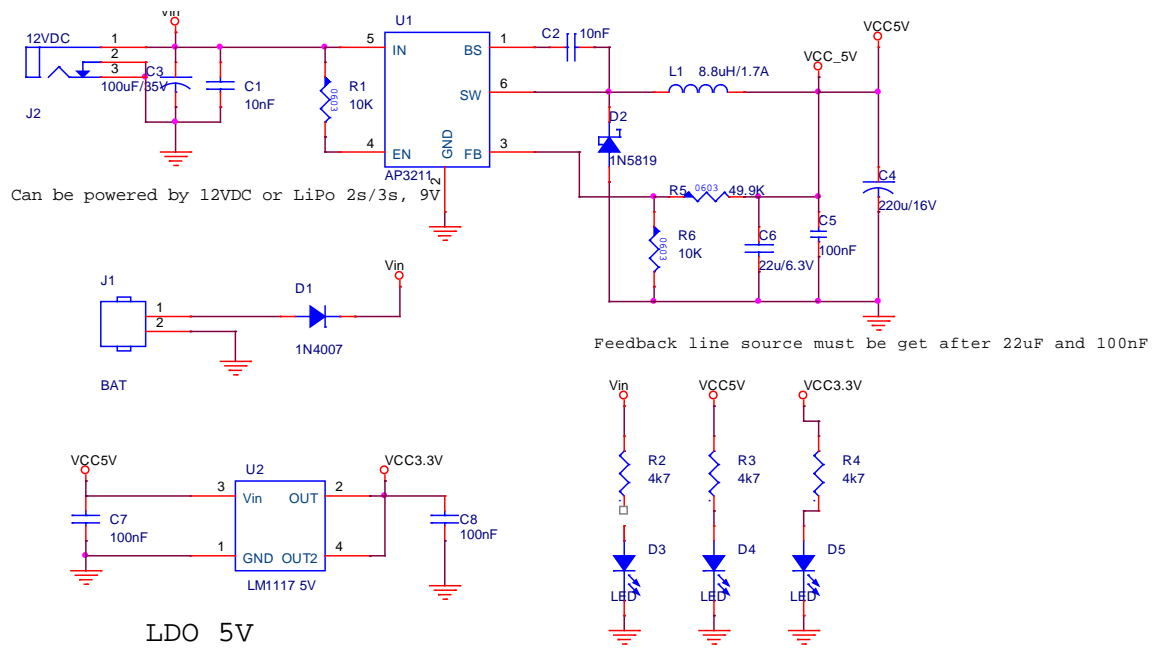 Vin
12VDC
1
2
3
C3
100uF/35V
J2
C1
10nF
R1
10K
0603
U1
5
IN
BS
1
SW
6
4
EN
GND
FB
3
AP3211
2
C2
10nF
L1
8.8uH/1.7A
VCC5V
VCC_5V
D2
1N5819
R5
0603
49.9K
R6
10K
0603
C6
22u/6.3V
C5
100nF
C4
220u/16V
Can be powered by 12VDC or LiPo 2s/3s, 9V
J1
1
2
BAT
D1
1N4007
Vin
Feedback line source must be get after 22uF and 100nF
VCC5V
C7
100nF
U2
3
Vin
OUT
2
1
GND
OUT2
4
LM1117 5V
VCC3.3V
C8
100nF
LDO 5V
Vin
VCC5V
VCC3.3V
R2
4k7
R3
4k7
R4
4k7
D3
LED
D4
LED
D5
LED